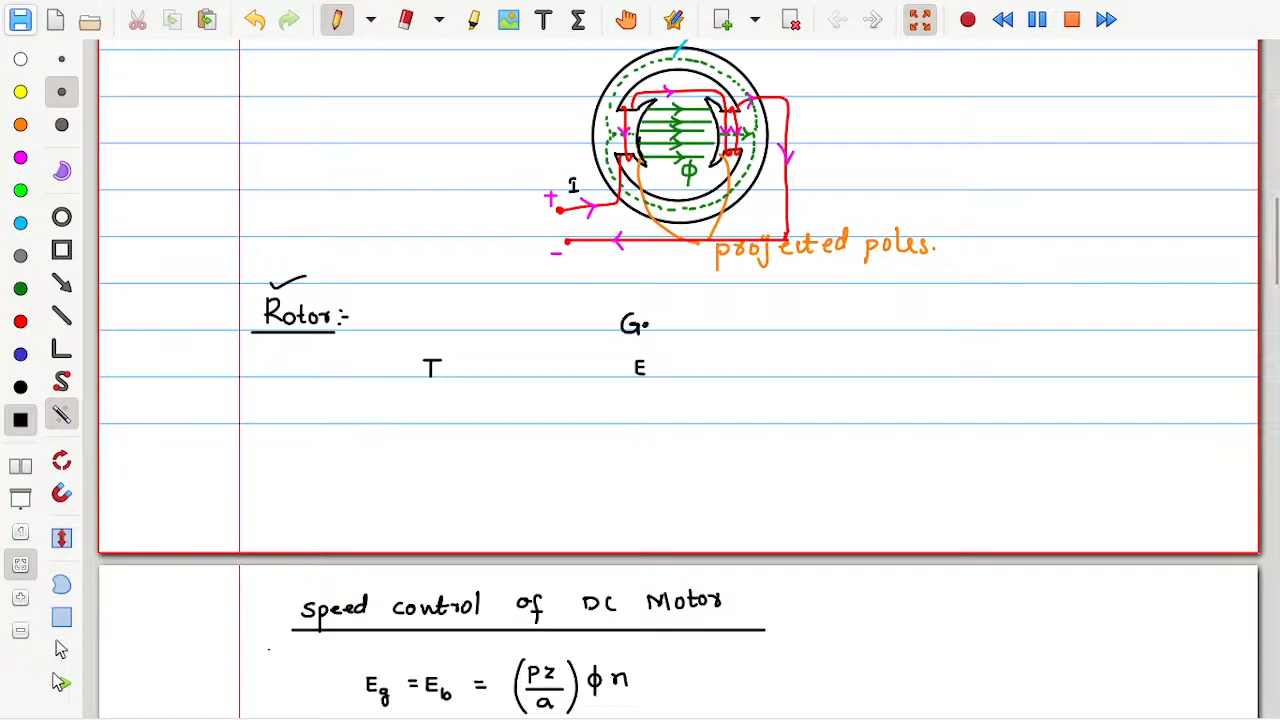 ϕ
I
+
-
projected poles.
Rotor :-
G.
T E
Speed control of DC Motor
Eg = Eb = (PZ/a) ϕ n